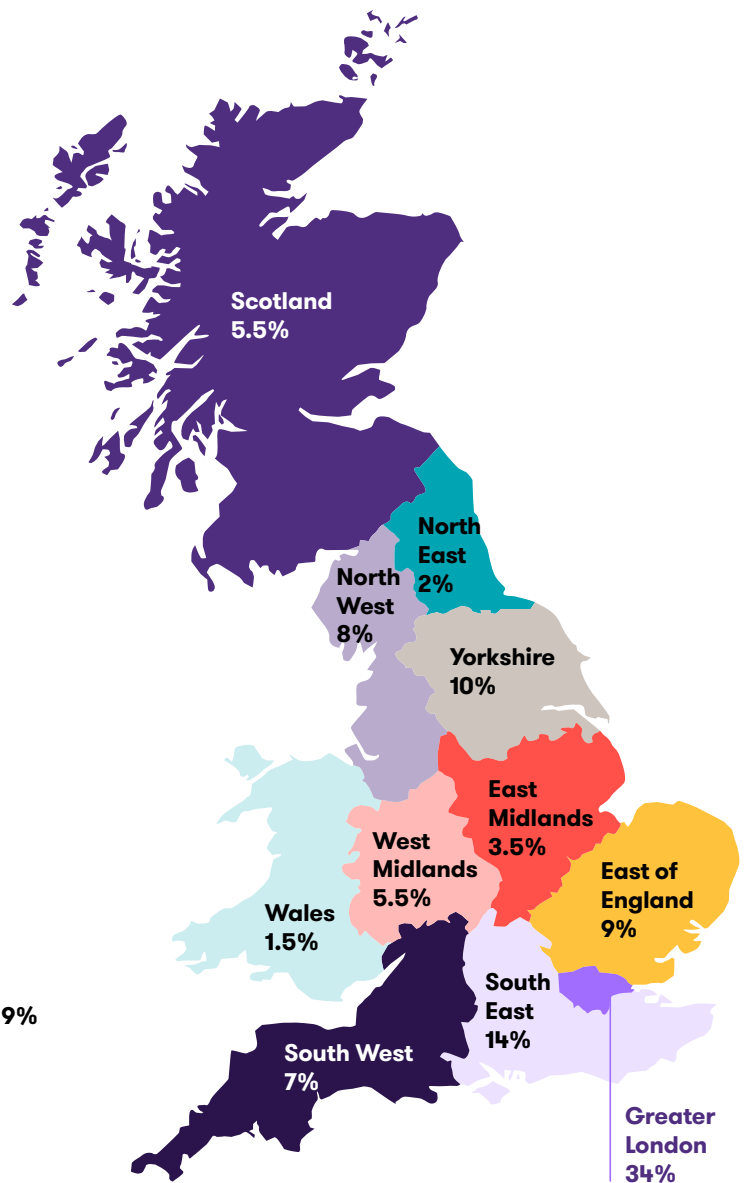 Scotland
5.5%
North
East
2%
North
West
8%
Yorkshire
10%
East
Midlands
3.5%
West
Midlands
5.5%
East of
England
9%
Wales
1.5%
South
East
14%
9%
South West
7%
Greater
London
34%